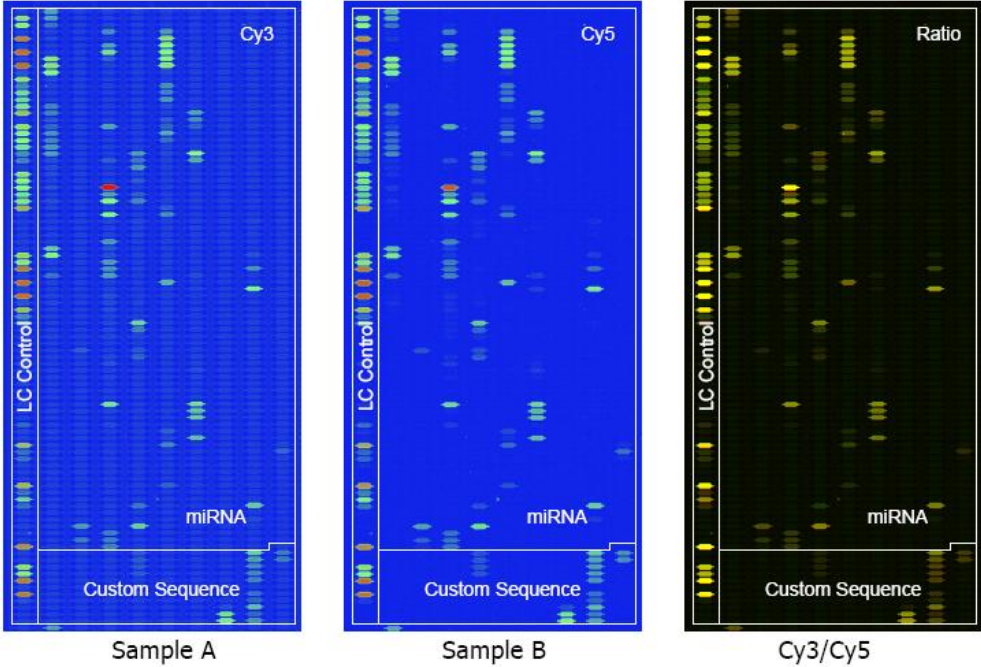 Cy3
LC Control
miRNA
Custom Sequence
Sample A
Cy5
LC Control
miRNA
Custom Sequence
Sample B
Ratio
LC Control
miRNA
Custom Sequence
Cy3/Cy5